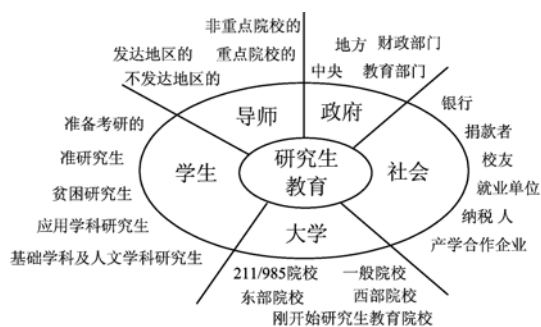 非重点院校的
发达地区的
重点院校的
不发达地区的
地方
财政部门
中央
教育部门
导师
政府
准备考研的
准研究生
贫困研究生
应用学科研究生
基础学科及人文学科研究生
学生
研究生
教育
社会
银行
捐款者
校友
就业单位
纳税 人
产学合作企业
大学
211/985院校
一般院校
东部院校
西部院校
刚开始研究生教育院校